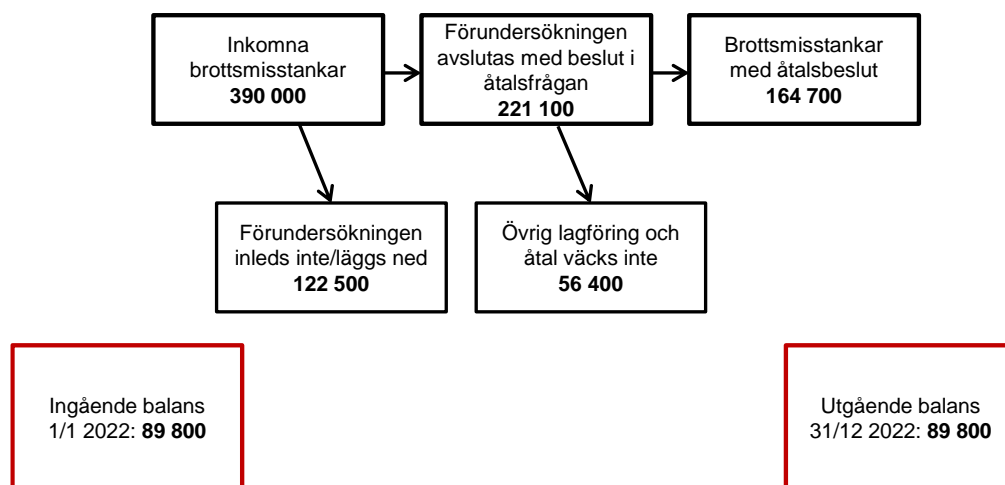 Inkomna
brottsmisstankar
390 000
Förundersökningen
avslutas med beslut i
åtalsfrågan
221 100
Brottsmisstankar
med åtalsbeslut
164 700
Förundersökningen
inleds inte/läggs ned
122 500
Övrig lagföring och
åtal väcks inte
56 400
Ingående balans
1/1 2022: 89 800
Utgående balans
31/12 2022: 89 800